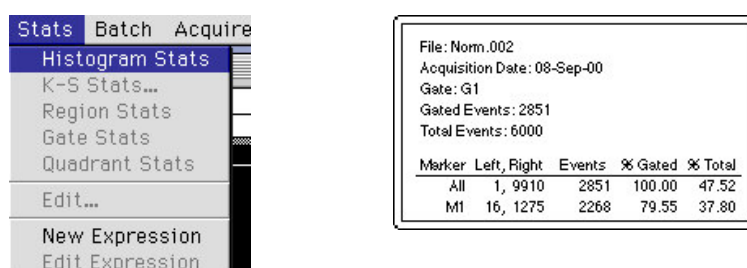 Stats Batch Acquire
Histogram Stats
K-S Stats…
Region Stats
Gate Stats
Quadrant Stats
Edit…
New Expression
Edit Expression
File: Norm.002
Acquisition Date: 08-Sep-00
Gate: G1
Gated Events: 2851
Total Events: 6000
Marker Left, Right Events % Gated % Total
All 1, 9910 2851 100.00 47.52
M1 16, 1275 2268 79.55 37.80